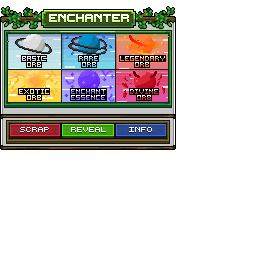 ENCHANTER
BASIC ORB
RARE ORB
LEGENDARY ORB
EXOTIC ORB
ENCHANT ESSENCE
DIVINE ORB
SCRAP
REVEAL
INFO